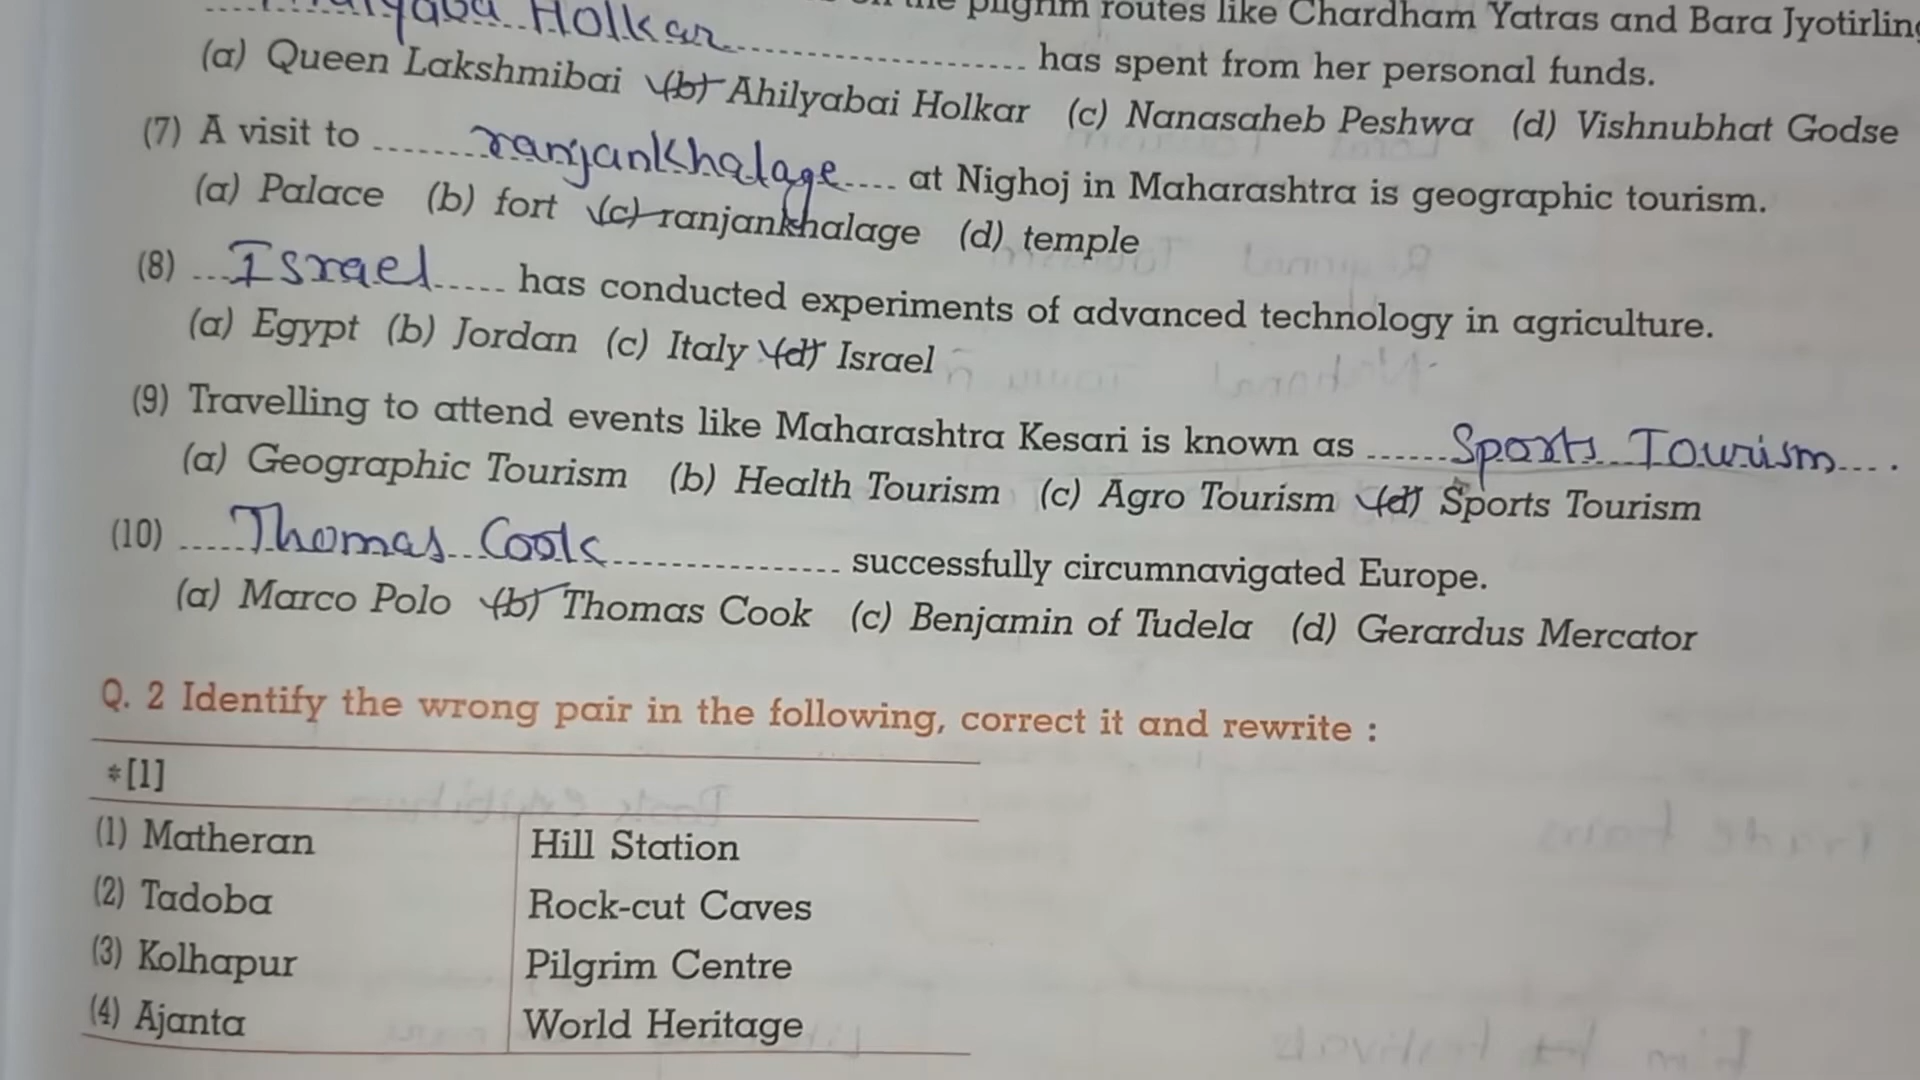 Holkar
the pilgrim routes like Chardham Yatras and Bara Jyotirling
has spent from her personal funds.
(a) Queen Lakshmibai (b) Ahilyabai Holkar (c) Nanasaheb Peshwa (d) Vishnubhat Godse
(7) A visit to ranjankhalage at Nighoj in Maharashtra is geographic tourism.
(a) Palace (b) fort (c) ranjankhalage (d) temple
(8) Israel has conducted experiments of advanced technology in agriculture.
(a) Egypt (b) Jordan (c) Italy (d) Israel
(9) Travelling to attend events like Maharashtra Kesari is known as Sports Tourism.
(a) Geographic Tourism (b) Health Tourism (c) Agro Tourism (d) Sports Tourism
(10) Thomas Cook successfully circumnavigated Europe.
(a) Marco Polo (b) Thomas Cook (c) Benjamin of Tudela (d) Gerardus Mercator
Q. 2 Identify the wrong pair in the following, correct it and rewrite :
*[1]
(1) Matheran Hill Station
(2) Tadoba Rock-cut Caves
(3) Kolhapur Pilgrim Centre
(4) Ajanta World Heritage